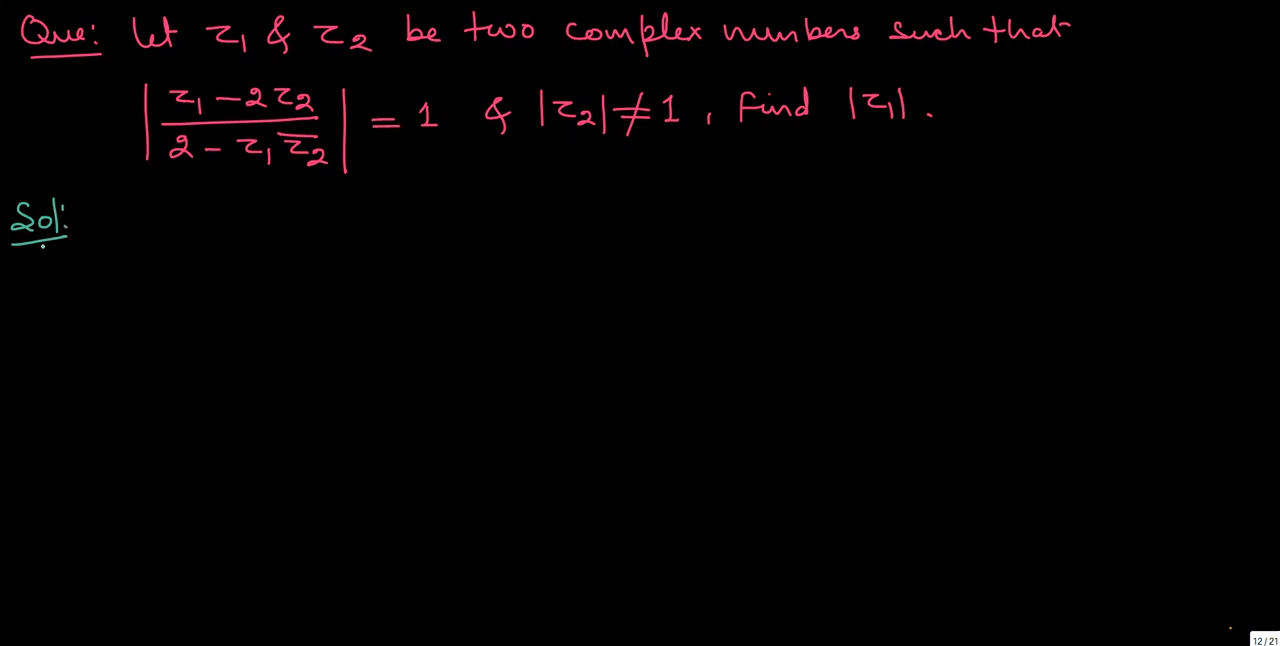 Que: Let z₁ & z₂ be two complex numbers such that
|(z₁ - 2z₂)/(2 - z₁z̅₂)| = 1 & |z₂| ≠ 1, Find |z₁|.
Sol:
12/21